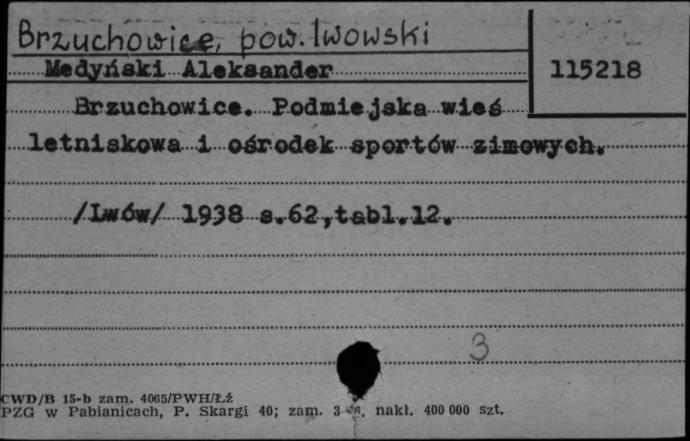 Brzuchowice, pow. lwowski
Medyński Aleksander
115218
Brzuchowice. Podmiejska wieś
letniskowa i ośrodek sportów zimowych.
/Lwów/ 1938 s.62,tabl.12.
3
CWD/B 15-b zam. 4065/PWH/Łź
PZG w Pabianicach, P. Skargi 40; zam. nakł. 400 000 szt.